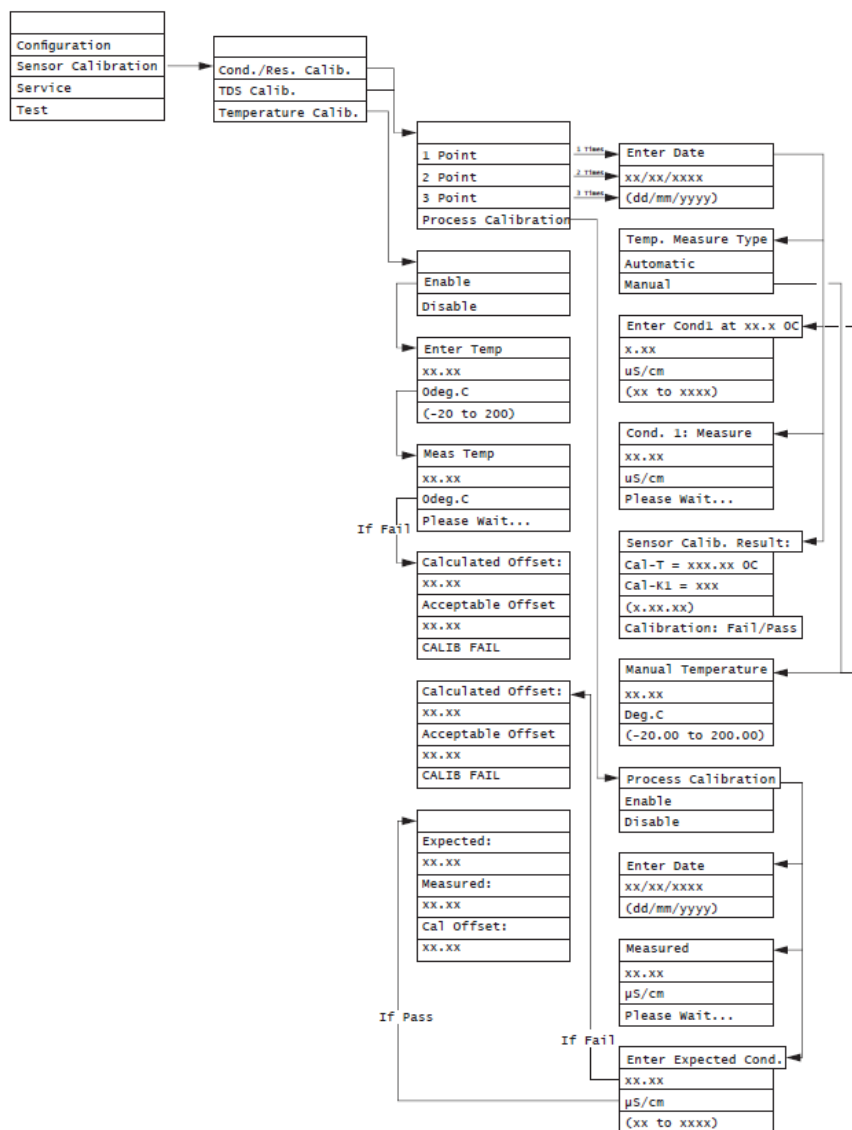 Configuration
Sensor Calibration
Service
Test
Cond./Res. Calib.
TDS Calib.
Temperature Calib.
1 Point
2 Point
3 Point
Process Calibration
1 Times
2 Times
3 Times
Enter Date
xx/xx/xxxx
(dd/mm/yyyy)
Temp. Measure Type
Automatic
Manual
Enable
Disable
Enter Cond1 at xx.x OC
x.xx
uS/cm
(xx to xxxx)
Enter Temp
xx.xx
Odeg.C
(-20 to 200)
Cond. 1: Measure
xx.xx
uS/cm
Please Wait...
Meas Temp
xx.xx
Odeg.C
Please Wait...
If Fail
Sensor Calib. Result:
Cal-T = xxx.xx OC
Cal-K1 = xxx
(x.xx.xx)
Calibration: Fail/Pass
Calculated Offset:
xx.xx
Acceptable Offset
xx.xx
CALIB FAIL
Manual Temperature
xx.xx
Deg.C
(-20.00 to 200.00)
Calculated Offset:
xx.xx
Acceptable Offset
xx.xx
CALIB FAIL
Process Calibration
Enable
Disable
Expected:
xx.xx
Measured:
xx.xx
Cal Offset:
xx.xx
Enter Date
xx/xx/xxxx
(dd/mm/yyyy)
Measured
xx.xx
µS/cm
Please Wait...
If Pass
If Fail
Enter Expected Cond.
xx.xx
µS/cm
(xx to xxxx)